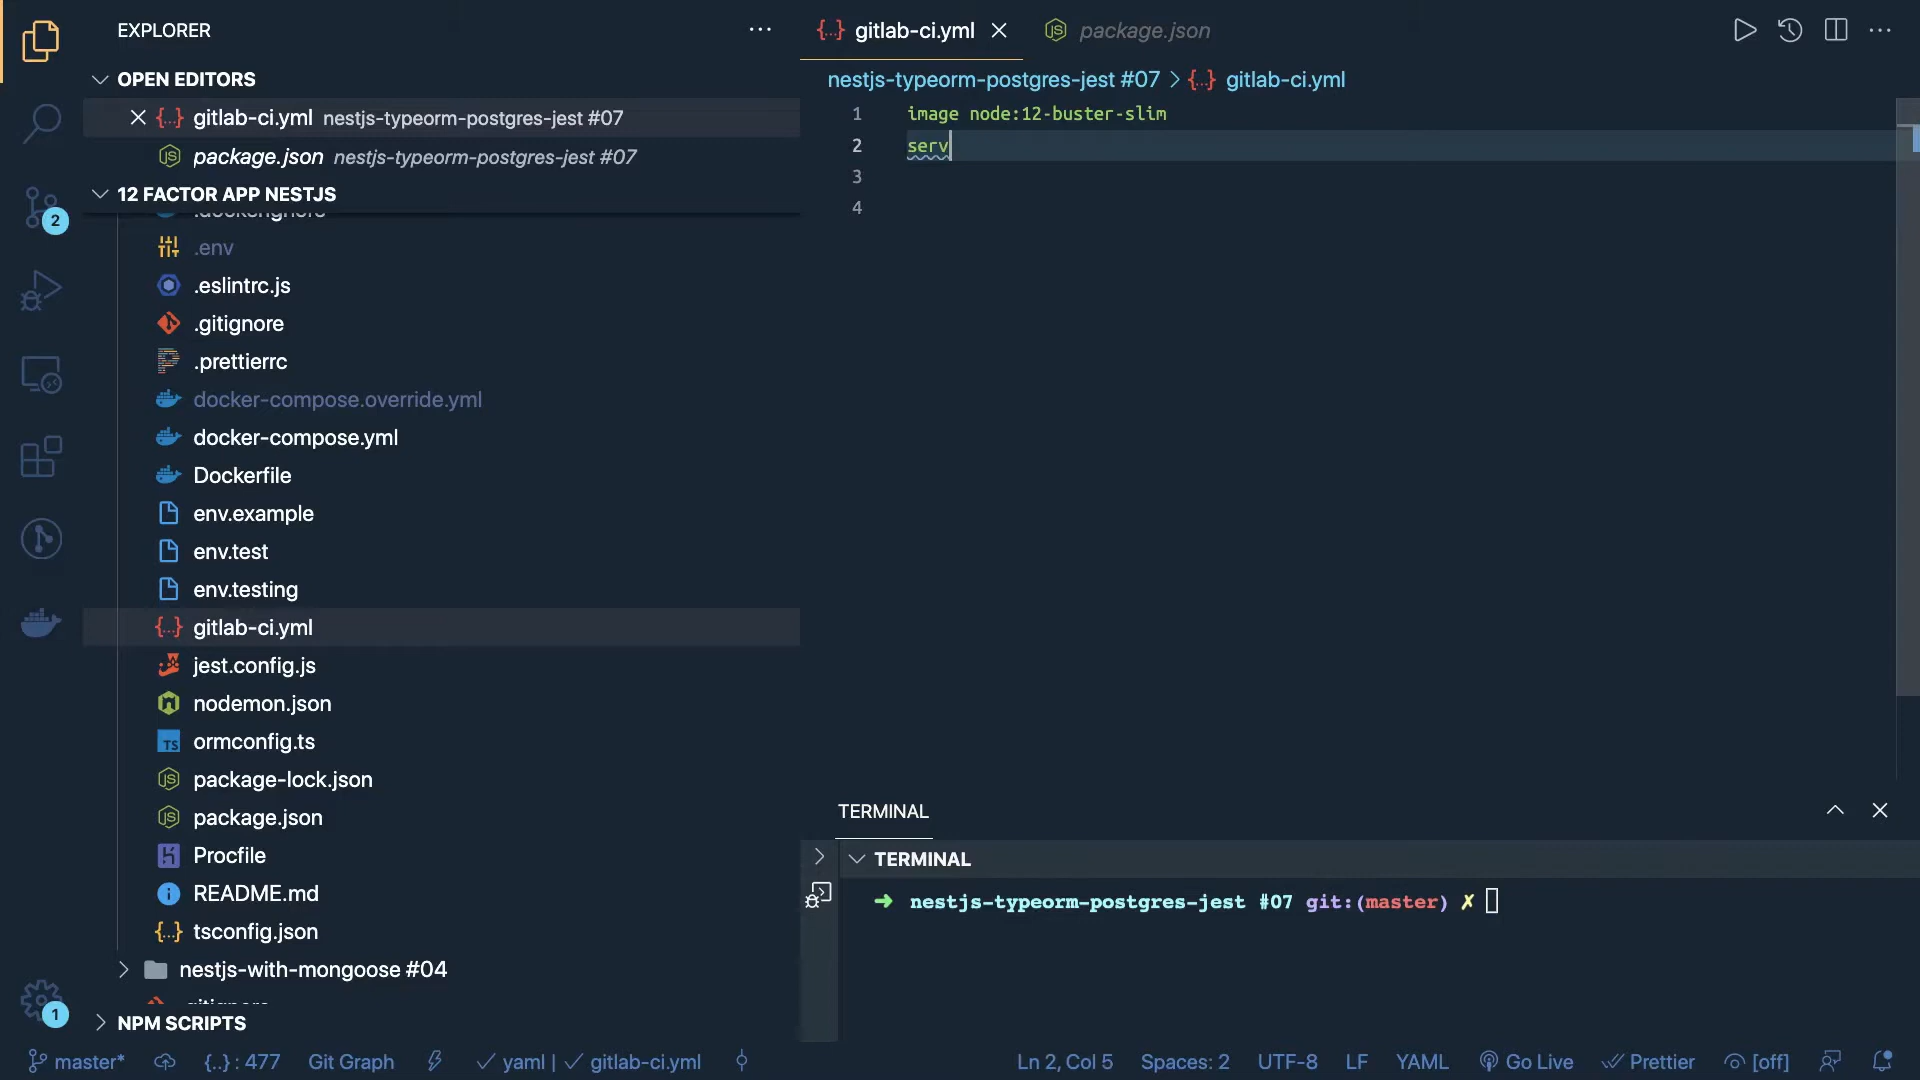 EXPLORER
gitlab-ci.yml
package.json
OPEN EDITORS
nestjs-typeorm-postgres-jest #07 > gitlab-ci.yml
gitlab-ci.yml nestjs-typeorm-postgres-jest #07
package.json nestjs-typeorm-postgres-jest #07
12 FACTOR APP NESTJS
1 image node:12-buster-slim
2 serv
3
4
2
.dockerignore
.env
.eslintrc.js
.gitignore
.prettierrc
docker-compose.override.yml
docker-compose.yml
Dockerfile
env.example
env.test
env.testing
gitlab-ci.yml
jest.config.js
nodemon.json
ormconfig.ts
package-lock.json
package.json
Procfile
README.md
tsconfig.json
nestjs-with-mongoose #04
.gitignore
NPM SCRIPTS
TERMINAL
TERMINAL
➜ nestjs-typeorm-postgres-jest #07 git:(master) ✗
1
master* {..} : 477 Git Graph yaml | gitlab-ci.yml Ln 2, Col 5 Spaces: 2 UTF-8 LF YAML Go Live Prettier [off]